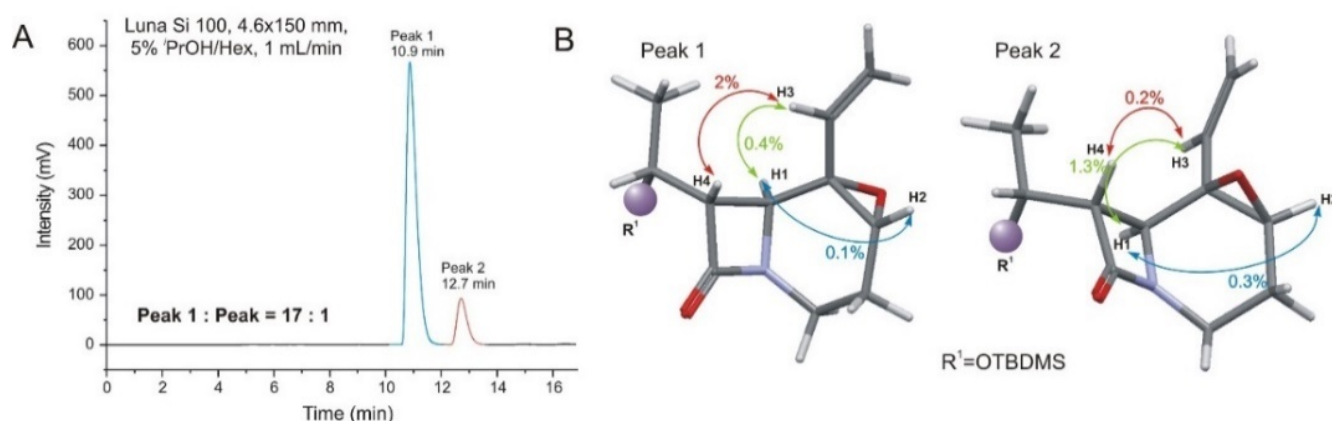 A
Luna Si 100, 4.6x150 mm,
5% ⁱPrOH/Hex, 1 mL/min
Peak 1
10.9 min
Peak 2
12.7 min
Peak 1 : Peak = 17 : 1
Intensity (mV)
600
500
400
300
200
100
0
0 2 4 6 8 10 12 14 16
Time (min)
B
Peak 1
2%
H3
0.4%
H4
H1
H2
R¹
0.1%
Peak 2
0.2%
H4
H3
1.3%
H1
R¹
0.3%
R¹=OTBDMS